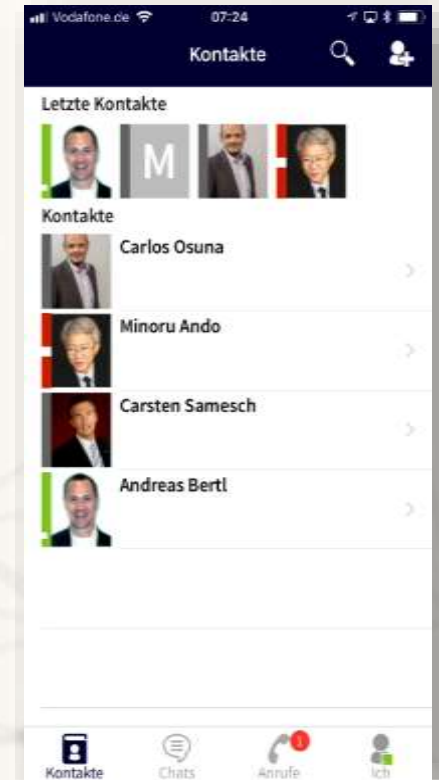 Vodafone.de 07:24
Kontakte
Letzte Kontakte
M
Kontakte
Carlos Osuna
Minoru Ando
Carsten Samesch
Andreas Bertl
1
Kontakte Chats Anrufe Ich